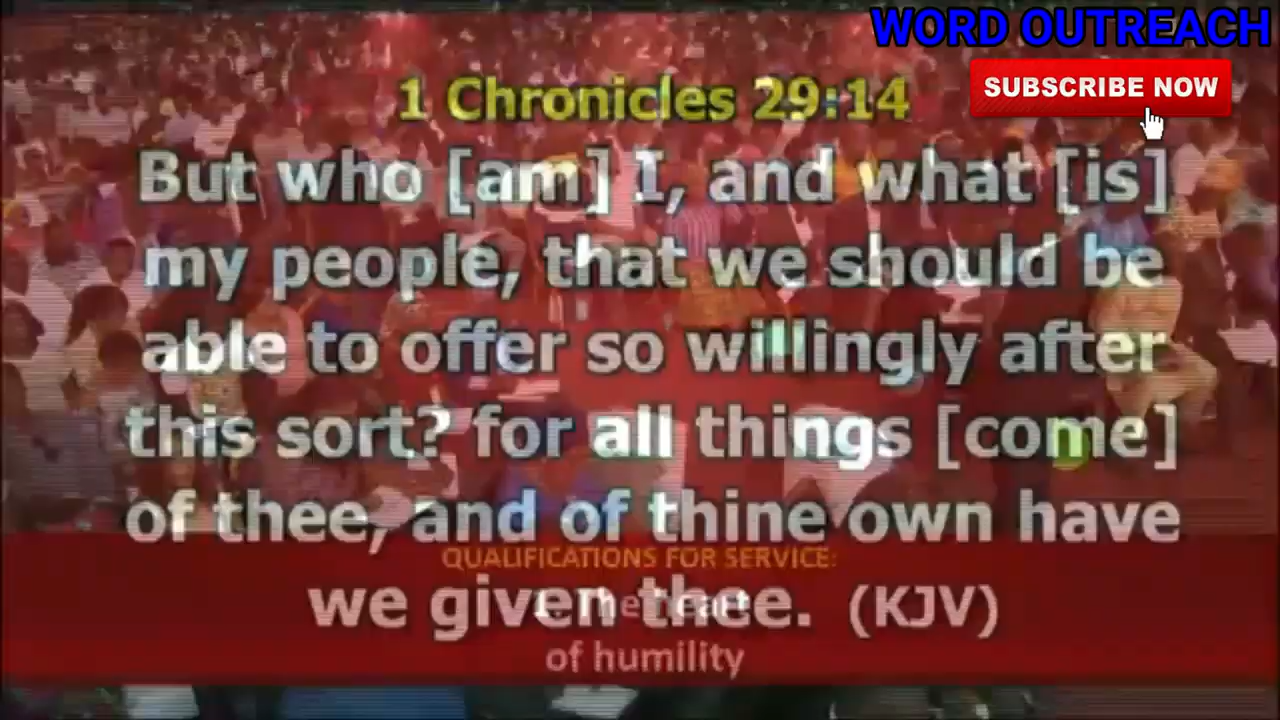 WORD OUTREACH
SUBSCRIBE NOW
1 Chronicles 29:14
But who [am] I, and what [is]
my people, that we should be
able to offer so willingly after
this sort? for all things [come]
of thee, and of thine own have
QUALIFICATIONS FOR SERVICE:
we given thee. (KJV)
The heart
of humility